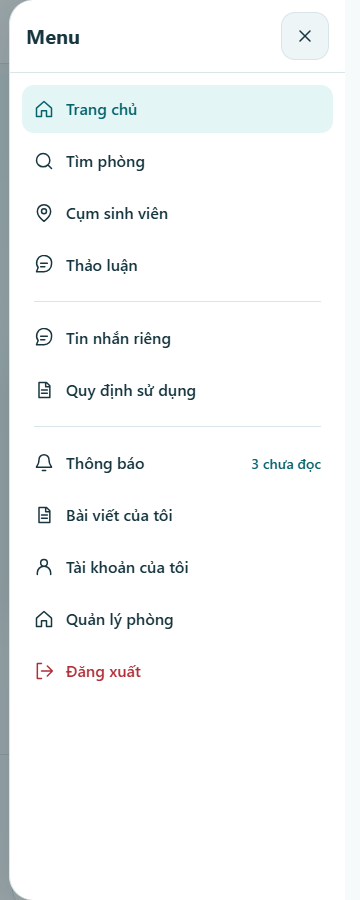 Menu
Trang chủ
Tìm phòng
Cụm sinh viên
Thảo luận
Tin nhắn riêng
Quy định sử dụng
Thông báo 3 chưa đọc
Bài viết của tôi
Tài khoản của tôi
Quản lý phòng
Đăng xuất